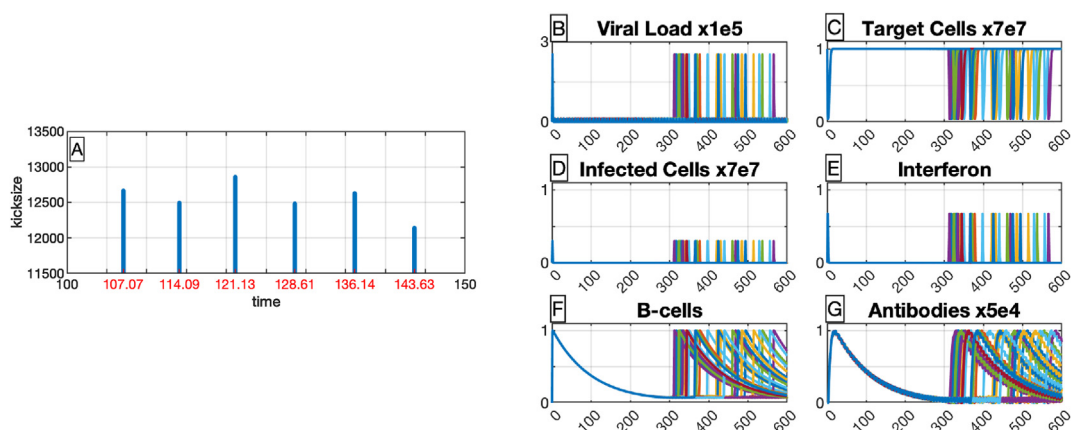 A
13500
13000
12500
12000
11500
kicksize
100 107.07 114.09 121.13 128.61 136.14 143.63 150
time
B Viral Load x1e5
3
0
0 100 200 300 400 500 600
C Target Cells x7e7
1
0
0 100 200 300 400 500 600
D Infected Cells x7e7
1
0
0 100 200 300 400 500 600
E Interferon
1
0
0 100 200 300 400 500 600
F B-cells
1
0
0 100 200 300 400 500 600
G Antibodies x5e4
1
0
0 100 200 300 400 500 600